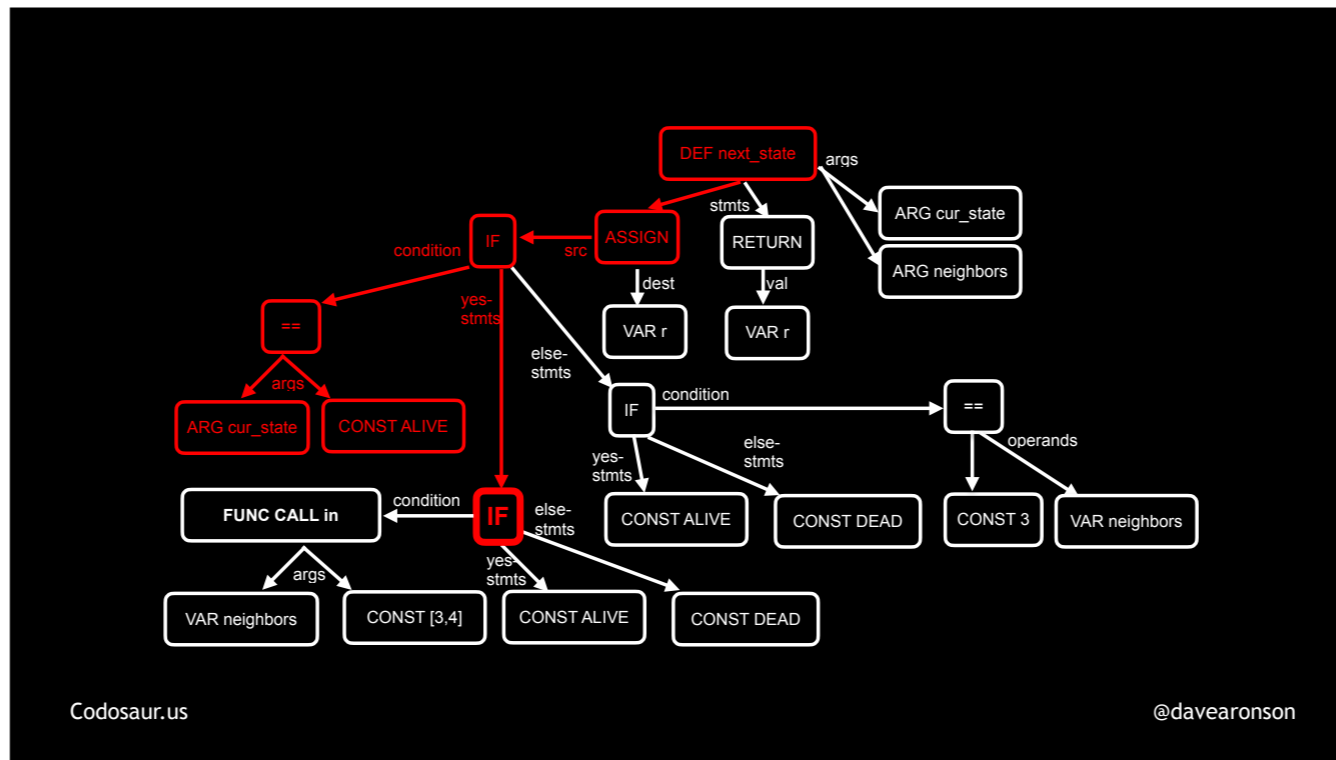 DEF next_state
args
ARG cur_state
ARG neighbors
stmts
ASSIGN
RETURN
src
IF
condition
dest
val
VAR r
VAR r
yes-
stmts
else-
stmts
==
args
ARG cur_state
CONST ALIVE
IF
condition
==
operands
yes-
stmts
else-
stmts
CONST ALIVE
CONST DEAD
CONST 3
VAR neighbors
FUNC CALL in
condition
IF
else-
stmts
args
yes-
stmts
VAR neighbors
CONST [3,4]
CONST ALIVE
CONST DEAD
Codosaur.us
@davearonson